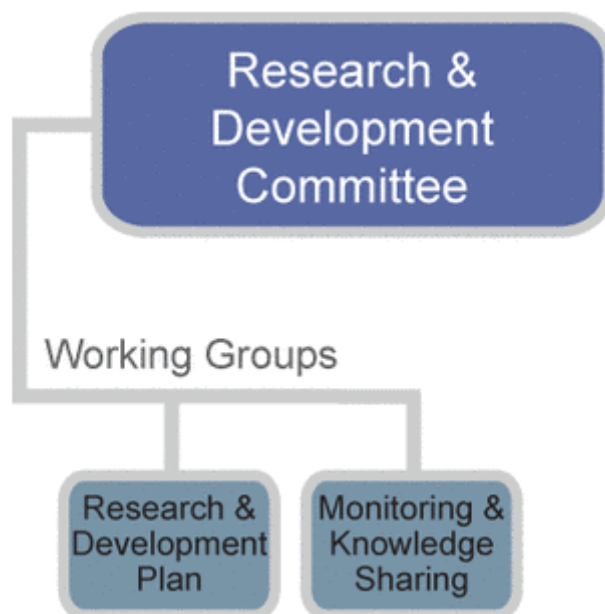 Research &
Development
Committee
Working Groups
Research &
Development
Plan
Monitoring &
Knowledge
Sharing